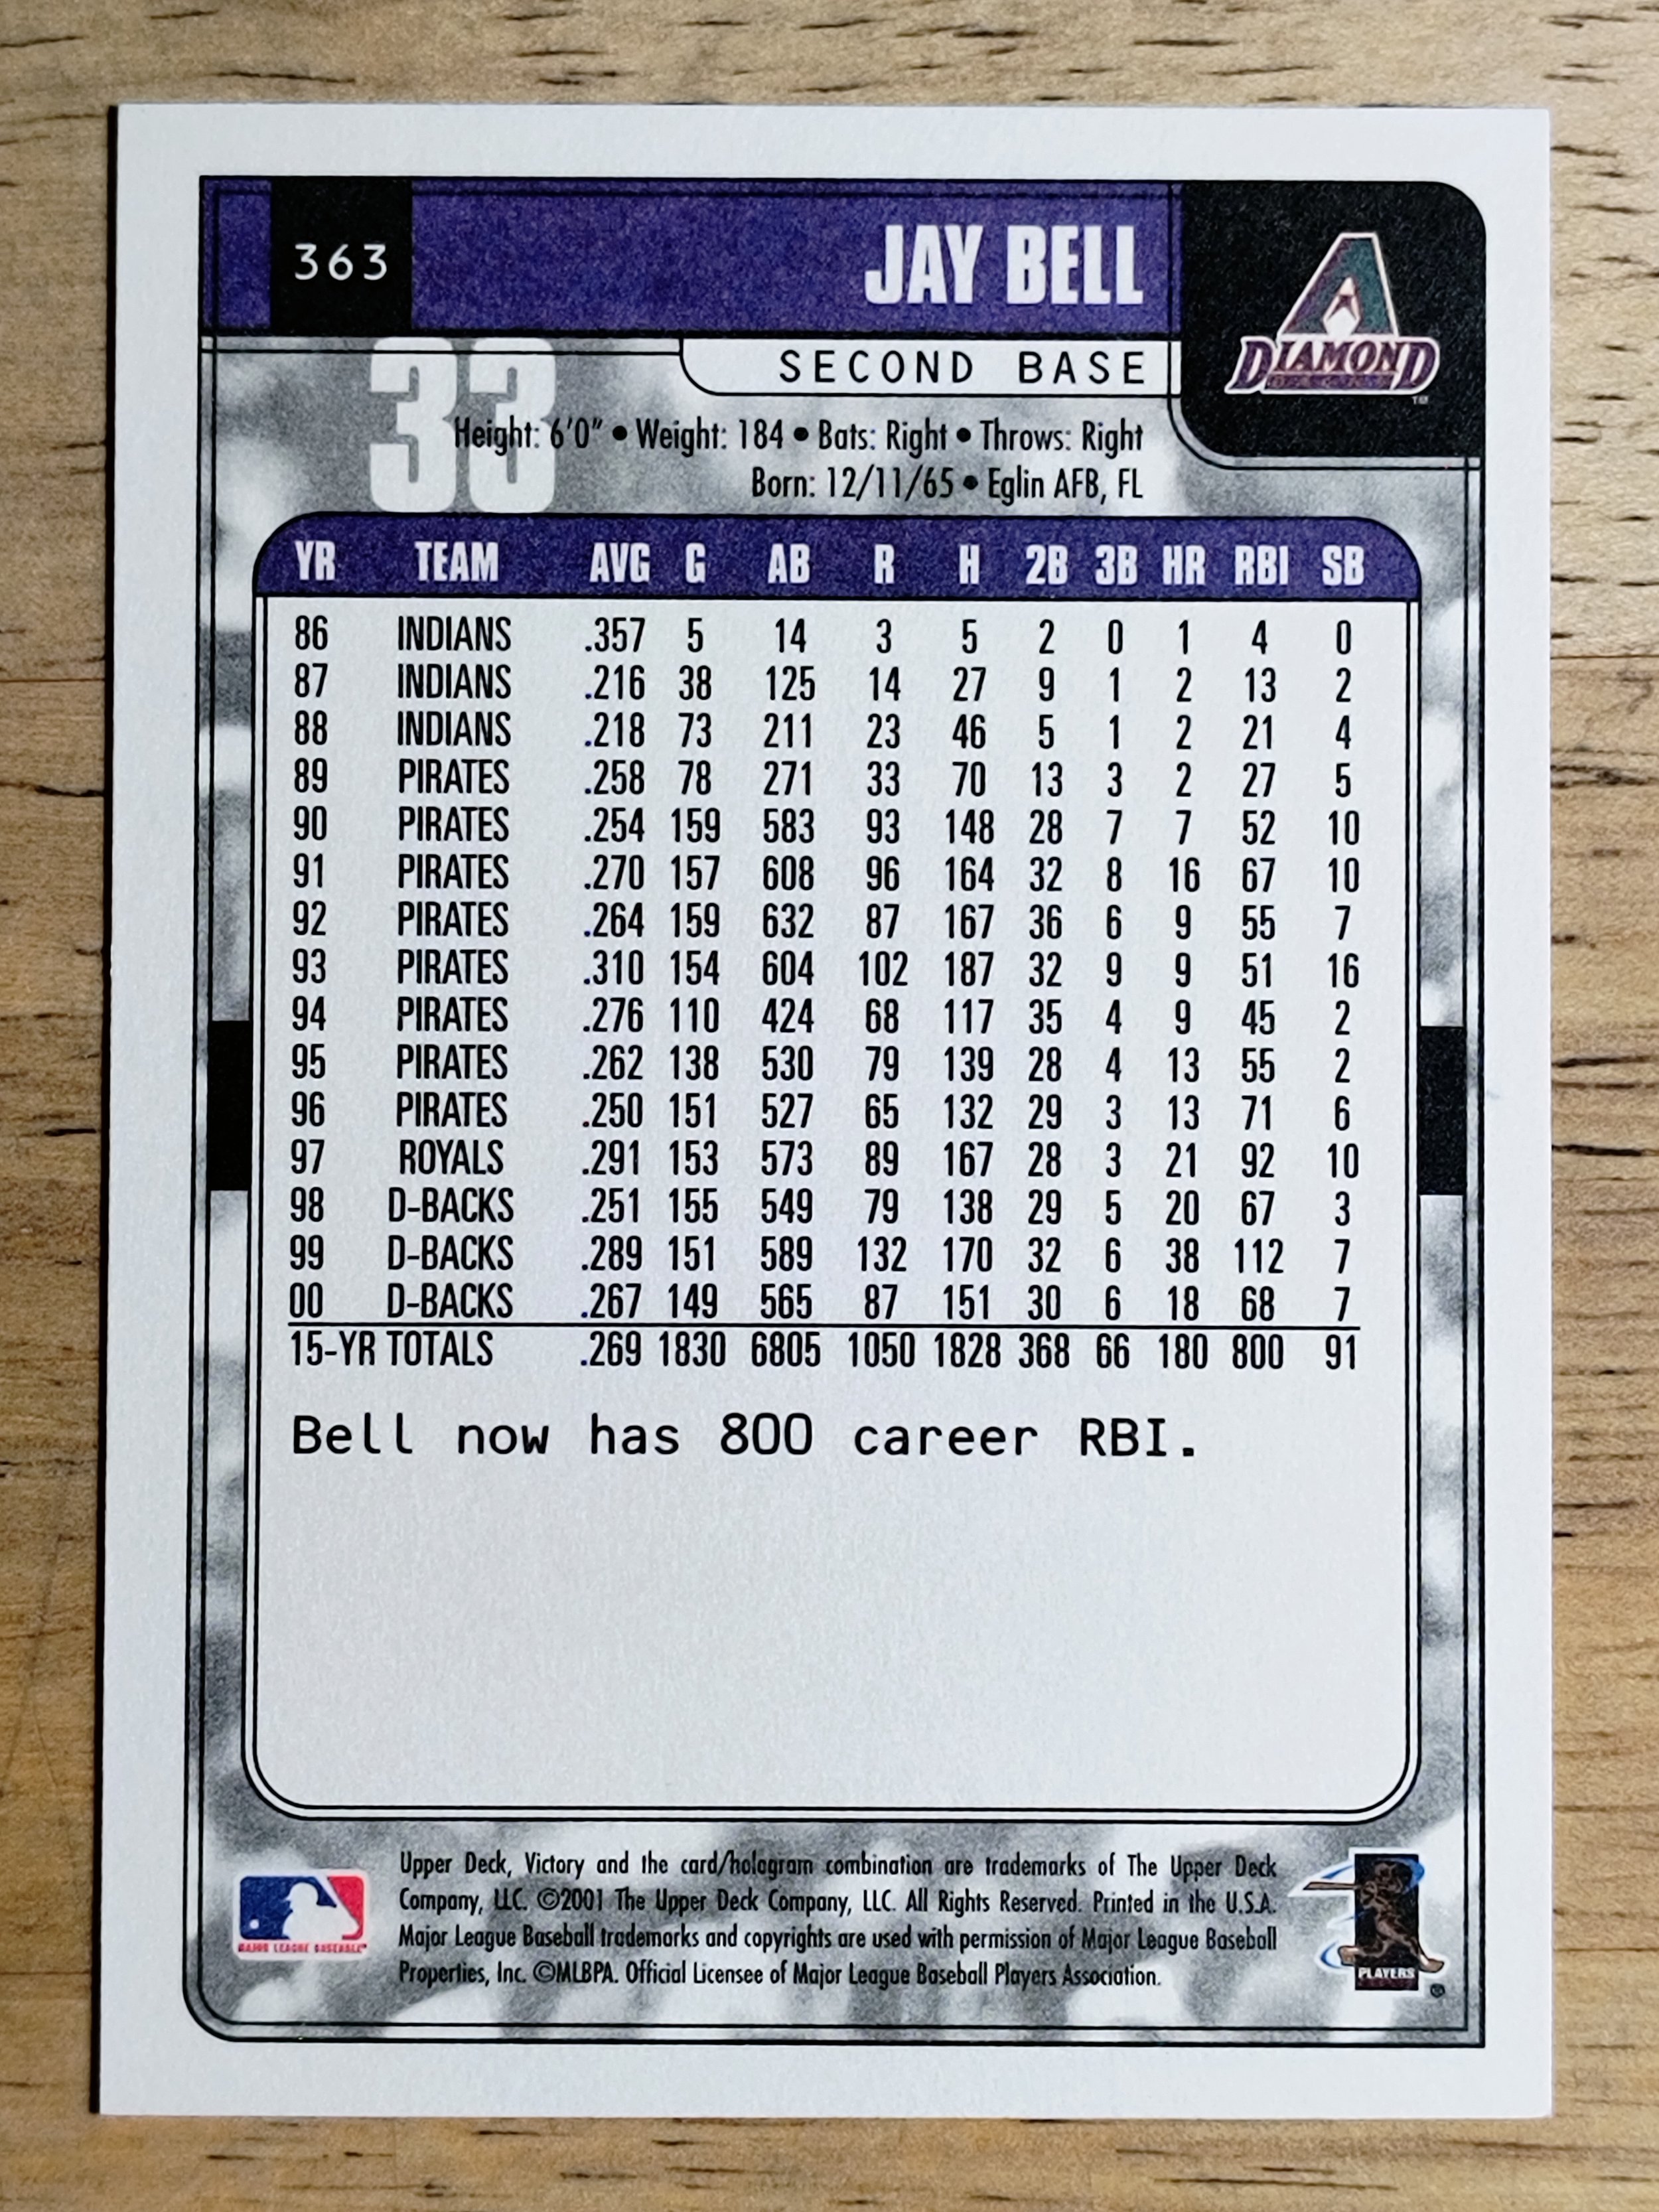 363
JAY BELL
DIAMOND
TM
SECOND BASE
33
Height: 6'0" • Weight: 184 • Bats: Right • Throws: Right
Born: 12/11/65 • Eglin AFB, FL
YR TEAM AVG G AB R H 2B 3B HR RBI SB
86 INDIANS .357 5 14 3 5 2 0 1 4 0
87 INDIANS .216 38 125 14 27 9 1 2 13 2
88 INDIANS .218 73 211 23 46 5 1 2 21 4
89 PIRATES .258 78 271 33 70 13 3 2 27 5
90 PIRATES .254 159 583 93 148 28 7 7 52 10
91 PIRATES .270 157 608 96 164 32 8 16 67 10
92 PIRATES .264 159 632 87 167 36 6 9 55 7
93 PIRATES .310 154 604 102 187 32 9 9 51 16
94 PIRATES .276 110 424 68 117 35 4 9 45 2
95 PIRATES .262 138 530 79 139 28 4 13 55 2
96 PIRATES .250 151 527 65 132 29 3 13 71 6
97 ROYALS .291 153 573 89 167 28 3 21 92 10
98 D-BACKS .251 155 549 79 138 29 5 20 67 3
99 D-BACKS .289 151 589 132 170 32 6 38 112 7
00 D-BACKS .267 149 565 87 151 30 6 18 68 7
15-YR TOTALS .269 1830 6805 1050 1828 368 66 180 800 91
Bell now has 800 career RBI.
Upper Deck, Victory and the card/hologram combination are trademarks of The Upper Deck
Company, LLC. ©2001 The Upper Deck Company, LLC. All Rights Reserved. Printed in the U.S.A.
Major League Baseball trademarks and copyrights are used with permission of Major League Baseball
Properties, Inc. ©MLBPA. Official Licensee of Major League Baseball Players Association.
MAJOR LEAGUE BASEBALL
PLAYERS
®